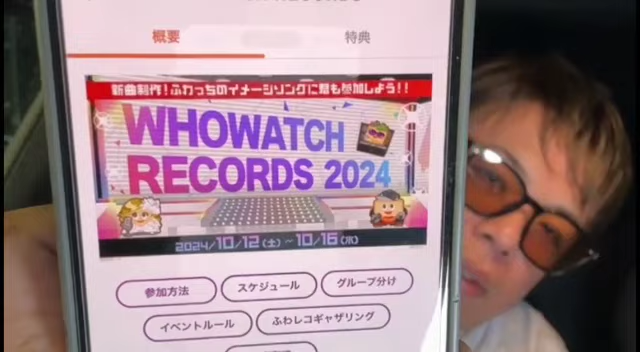 概要
特典
新曲制作!ふわっちのイメージソングに君も参加しよう!!
WHOWATCH
RECORDS 2024
2024/10/12(土)~10/16(水)
参加方法
スケジュール
グループ分け
イベントルール
ふわレコギャザリング